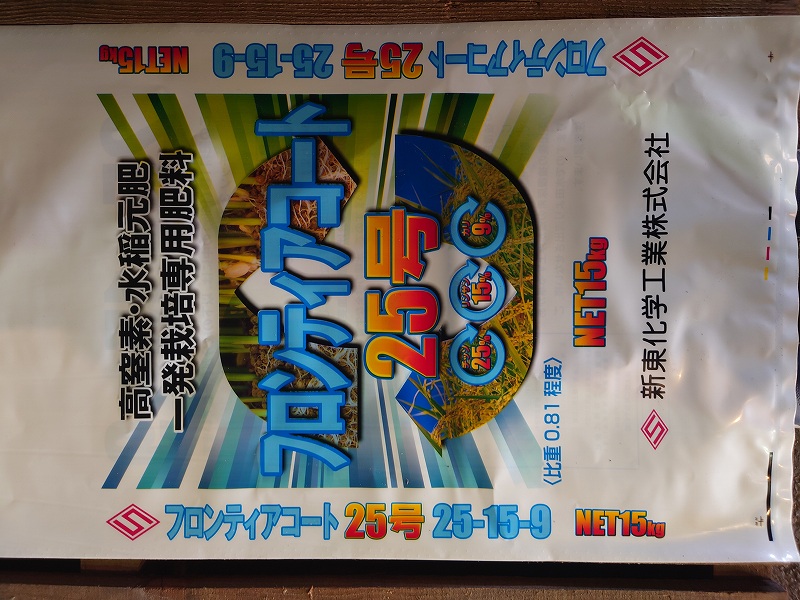 高窒素・水稲元肥
一発栽培専用肥料
フロンティアコート
25号
チッソ
25%
リンサン
15%
カリ
9%
〈比重 0.81 程度〉
NET15kg
新東化学工業株式会社
フロンティアコート 25号 25-15-9 NET15kg
フロンティアコート 25号 25-15-9 NET15kg